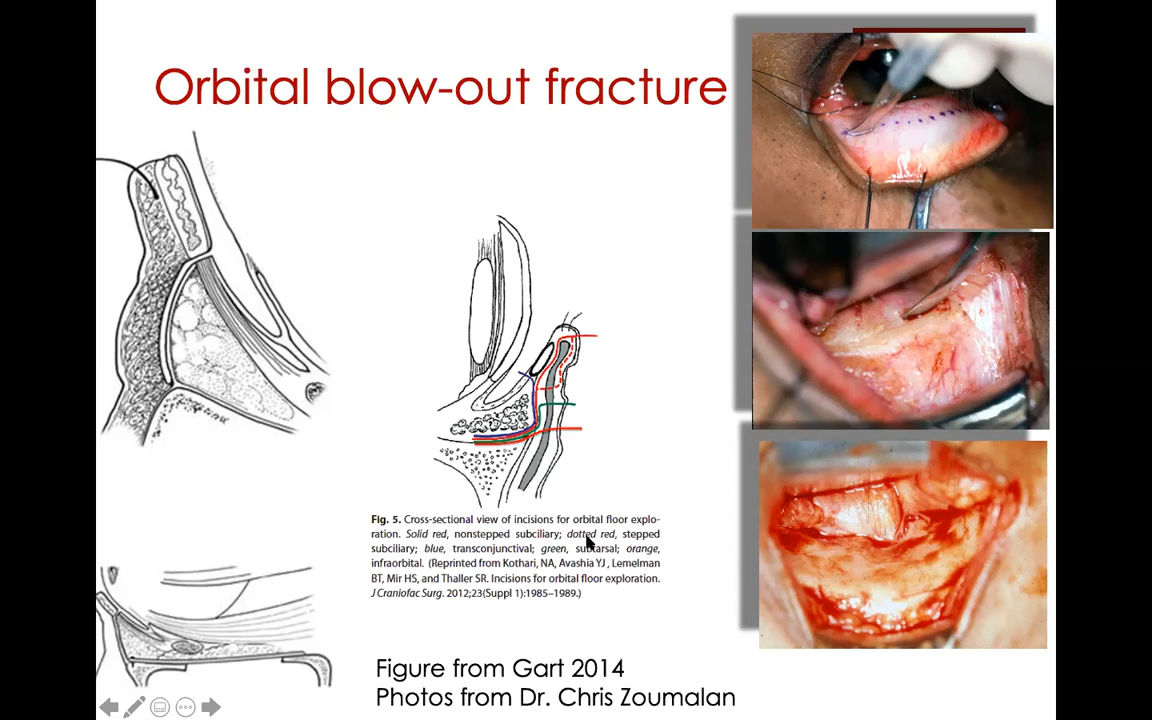 Orbital blow-out fracture
Fig. 5. Cross-sectional view of incisions for orbital floor explo-
ration. Solid red, nonstepped subciliary; dotted red, stepped
subciliary; blue, transconjunctival; green, subtarsal; orange,
infraorbital. (Reprinted from Kothari, NA, Avashia YJ, Lemelman
BT, Mir HS, and Thaller SR. Incisions for orbital floor exploration.
J Craniofac Surg. 2012;23(Suppl 1):1985–1989.)
Figure from Gart 2014
Photos from Dr. Chris Zoumalan